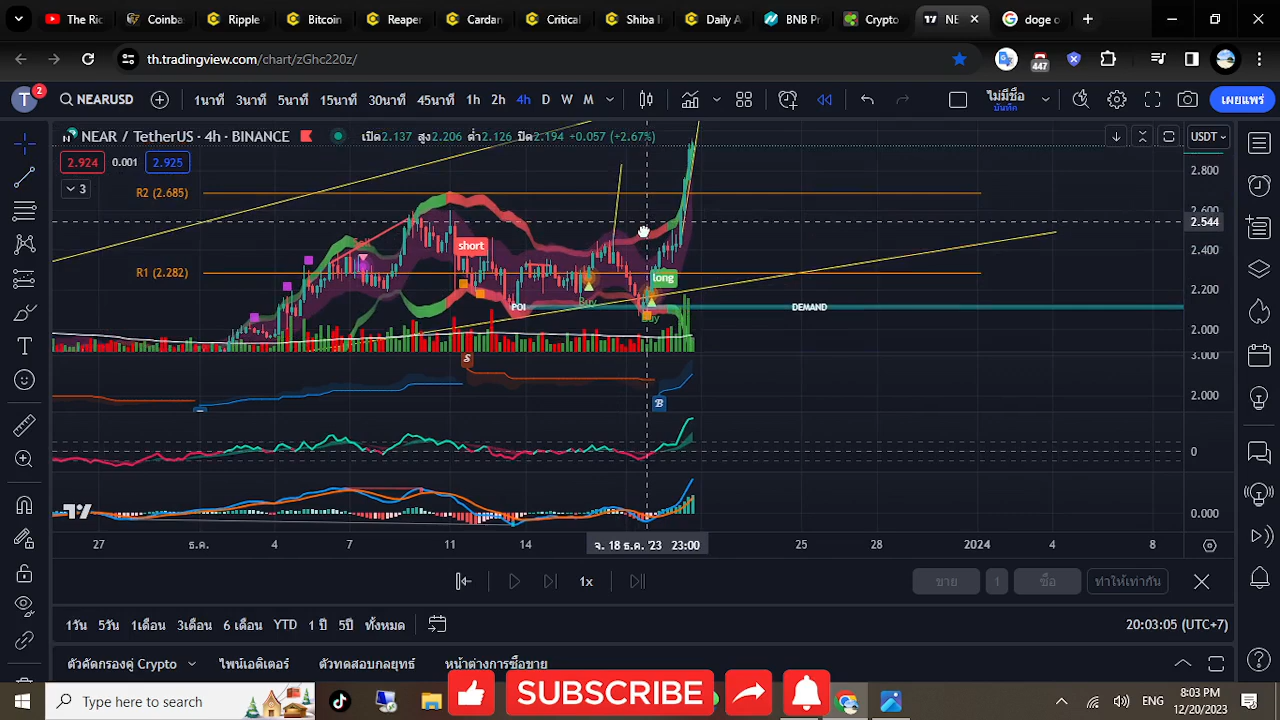 The Ric
Coinba
Ripple
Bitcoin
Reaper
Cardan
Critical
Shiba I
Daily A
BNB Pr
Crypto
NE
doge o
th.tradingview.com/chart/zGhc220z/
447
T 2
NEARUSD
1นาที 3นาที 5นาที 15นาที 30นาที 45นาที 1h 2h 4h D W M
ไม่มีชื่อ
บันทึก
เผยแพร่
NEAR / TetherUS · 4h · BINANCE
เปิด2.137 สูง2.206 ต่ำ2.126 ปิด2.194 +0.057 (+2.67%)
USDT
2.924 0.001 2.925
3
R2 (2.685)
R1 (2.282)
short
long
Buy
POI
DEMAND
S
B
2.800
2.600
2.544
2.400
2.200
2.000
3.000
2.000
0
0.000
27 ธ.ค. 4 7 11 14 จ. 18 ธ.ค. '23 23:00 25 28 2024 4 8
1x
ขาย 1 ซื้อ ทำให้เท่ากัน
1วัน 5วัน 1เดือน 3เดือน 6 เดือน YTD 1 ปี 5ปี ทั้งหมด
20:03:05 (UTC+7)
ตัวคัดกรองคู่ Crypto ไพน์เอดิเตอร์ ตัวทดสอบกลยุทธ์ หน้าต่างการซื้อขาย
SUBSCRIBE
Type here to search
ENG
8:03 PM
12/20/2023